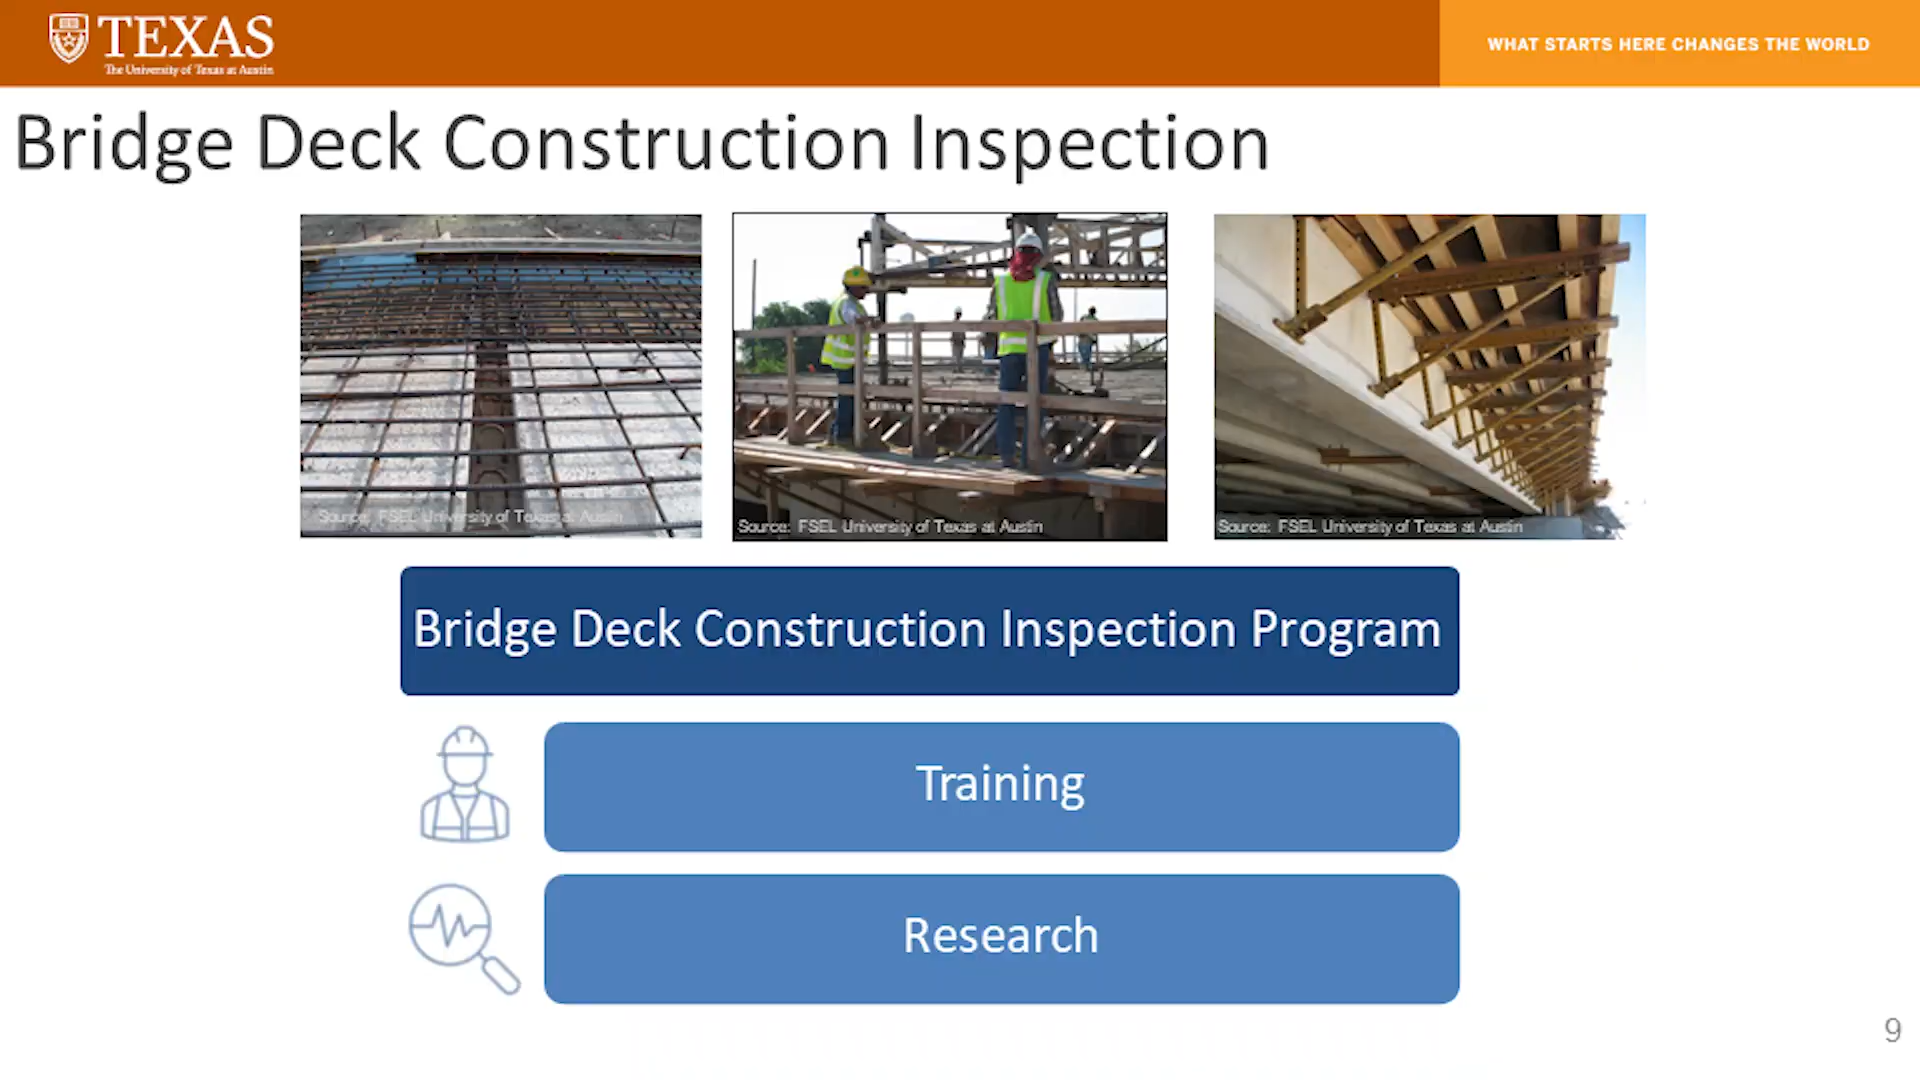 TEXAS
The University of Texas at Austin
WHAT STARTS HERE CHANGES THE WORLD
Bridge Deck Construction Inspection
Source: FSEL University of Texas at Austin
Source: FSEL University of Texas at Austin
Source: FSEL University of Texas at Austin
Bridge Deck Construction Inspection Program
Training
Research
9